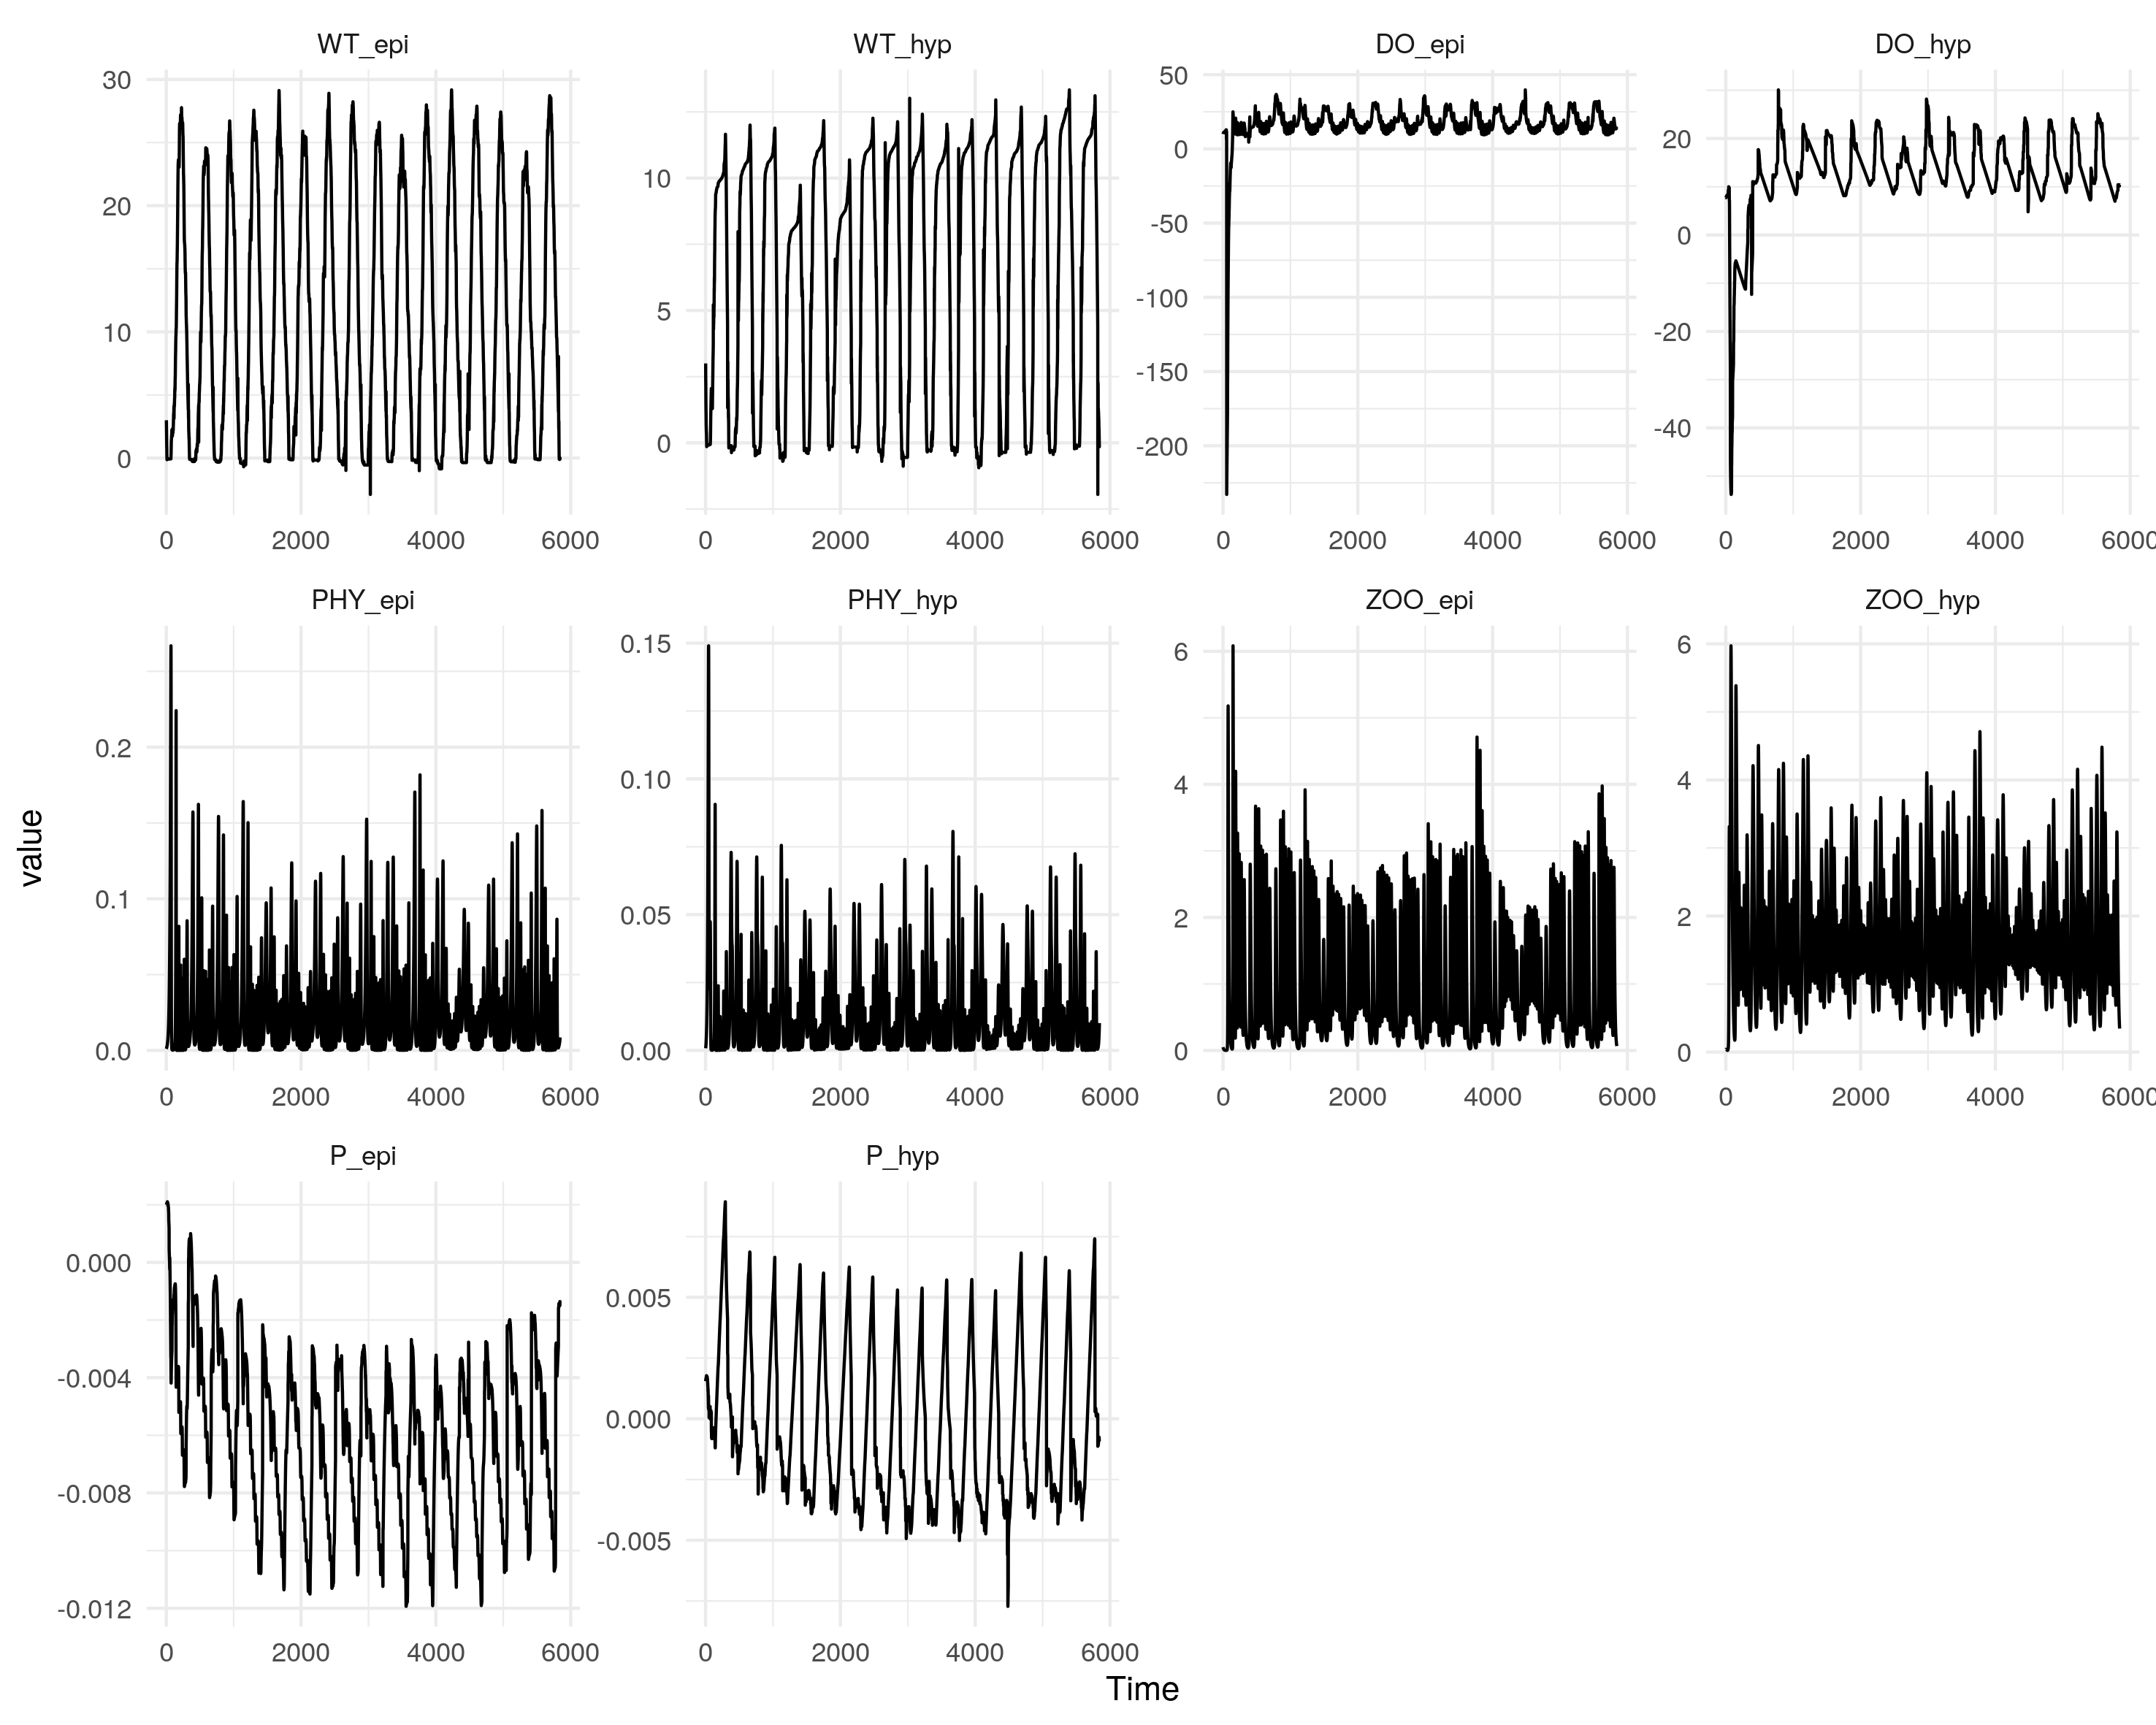 WT_epi WT_hyp DO_epi DO_hyp
30 20 10 0
10 5 0
50 0 -50 -100 -150 -200
20 0 -20 -40
0 2000 4000 6000 0 2000 4000 6000 0 2000 4000 6000 0 2000 4000 6000
PHY_epi PHY_hyp ZOO_epi ZOO_hyp
0.2 0.1 0.0
0.15 0.10 0.05 0.00
6 4 2 0
6 4 2 0
0 2000 4000 6000 0 2000 4000 6000 0 2000 4000 6000 0 2000 4000 6000
value
P_epi P_hyp
0.000 -0.004 -0.008 -0.012
0.005 0.000 -0.005
0 2000 4000 6000 0 2000 4000 6000
Time